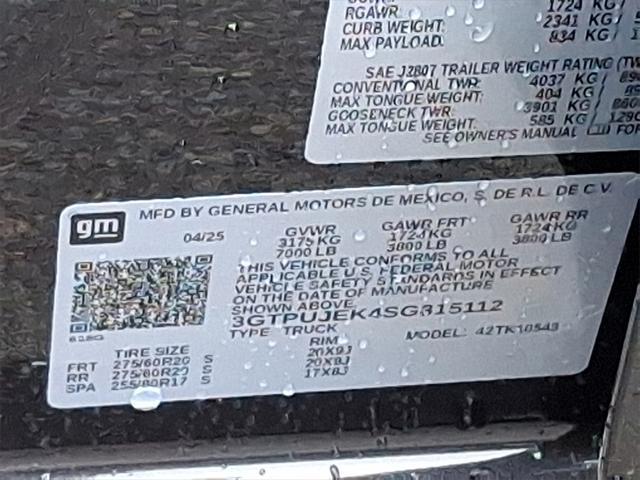 RGAWR: 1724 KG/
CURB WEIGHT: 2341 KG/
MAX PAYLOAD: 834 KG/
SAE J2807 TRAILER WEIGHT RATING (TW
CONVENTIONAL TWR: 4037 KG/
MAX TONGUE WEIGHT: 404 KG/
GOOSENECK TWR: 3901 KG/
MAX TONGUE WEIGHT: 585 KG/
SEE OWNER'S MANUAL FOR
gm MFD BY GENERAL MOTORS DE MEXICO, S. DE R.L. DE C.V.
04/25 GVWR GAWR FRT GAWR RR
3175 KG 1724 KG 1724 KG
7000 LB 3800 LB 3800 LB
THIS VEHICLE CONFORMS TO ALL
APPLICABLE U.S. FEDERAL MOTOR
VEHICLE SAFETY STANDARDS IN EFFECT
ON THE DATE OF MANUFACTURE
SHOWN ABOVE
3GTPUJEK4SG315112
TYPE TRUCK MODEL: 42TK10543
TIRE SIZE RIM
FRT 275/60R20 S 20X9J
RR 275/60R20 S 20X9J
SPA 255/80R17 S 17X8J